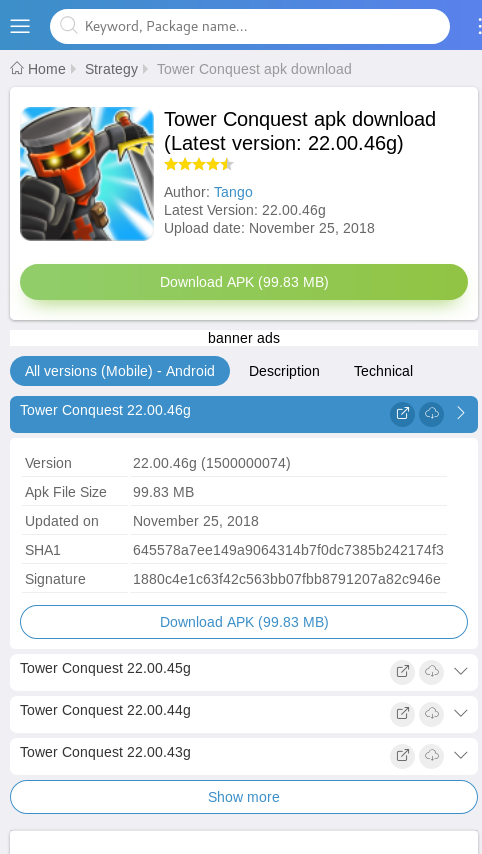 Keyword, Package name...
Home Strategy Tower Conquest apk download
Tower Conquest apk download
(Latest version: 22.00.46g)
Author: Tango
Latest Version: 22.00.46g
Upload date: November 25, 2018
Download APK (99.83 MB)
banner ads
All versions (Mobile) - Android Description Technical
Tower Conquest 22.00.46g
Version 22.00.46g (1500000074)
Apk File Size 99.83 MB
Updated on November 25, 2018
SHA1 645578a7ee149a9064314b7f0dc7385b242174f3
Signature 1880c4e1c63f42c563bb07fbb8791207a82c946e
Download APK (99.83 MB)
Tower Conquest 22.00.45g
Tower Conquest 22.00.44g
Tower Conquest 22.00.43g
Show more